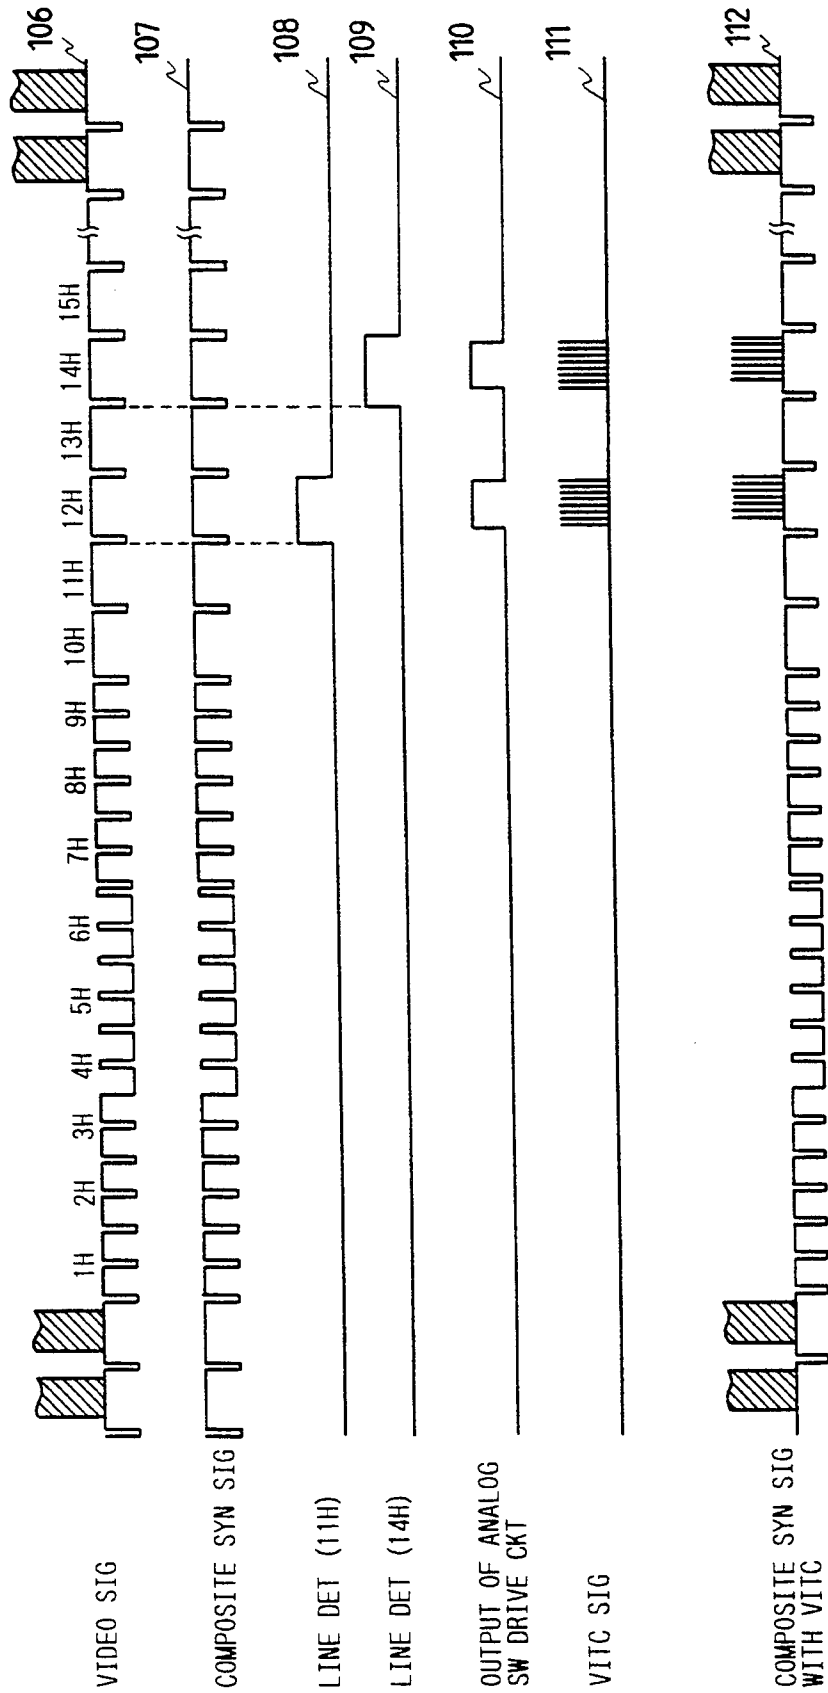 1H 2H 3H 4H 5H 6H 7H 8H 9H 10H 11H 12H 13H 14H 15H
VIDEO SIG 106
COMPOSITE SYN SIG 107
LINE DET (11H) 108
LINE DET (14H) 109
OUTPUT OF ANALOG
SW DRIVE CKT 110
VITC SIG 111
COMPOSITE SYN SIG
WITH VITC 112